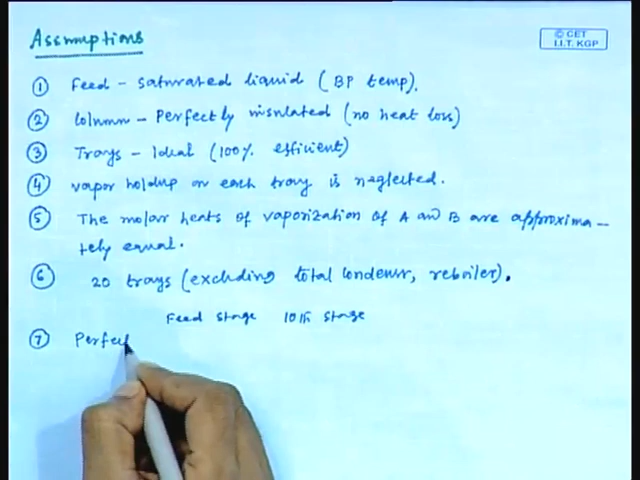 Assumptions
© CET
I.I.T. KGP
① Feed - saturated liquid (BP temp).
② Column - Perfectly insulated (no heat loss)
③ Trays - Ideal (100% efficient)
④ vapor holdup on each tray is neglected.
⑤ The molar heats of vaporization of A and B are approxima -
tely equal.
⑥ 20 trays (excluding total condenser, reboiler).
Feed stage 10th stage
⑦ Perfec